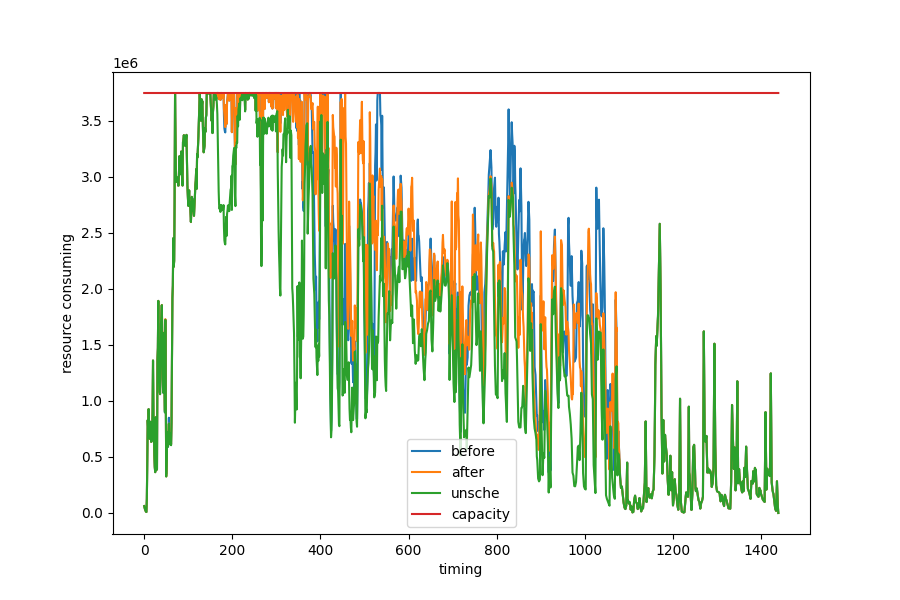 1e6
3.5
3.0
2.5
2.0
1.5
1.0
0.5
0.0
resource consuming
before
after
unsche
capacity
0 200 400 600 800 1000 1200 1400
timing